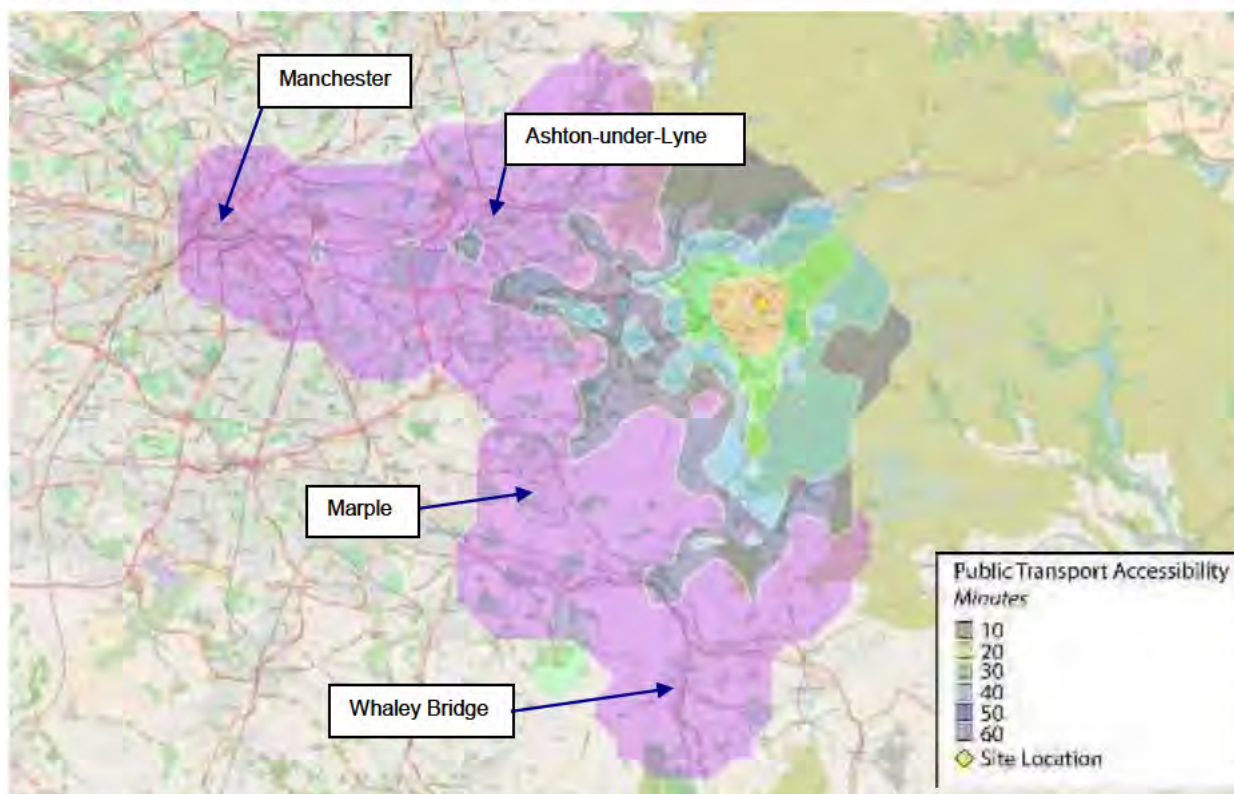 Manchester
Ashton-under-Lyne
Marple
Whaley Bridge
Public Transport Accessibility
Minutes
10
20
30
40
50
60
Site Location